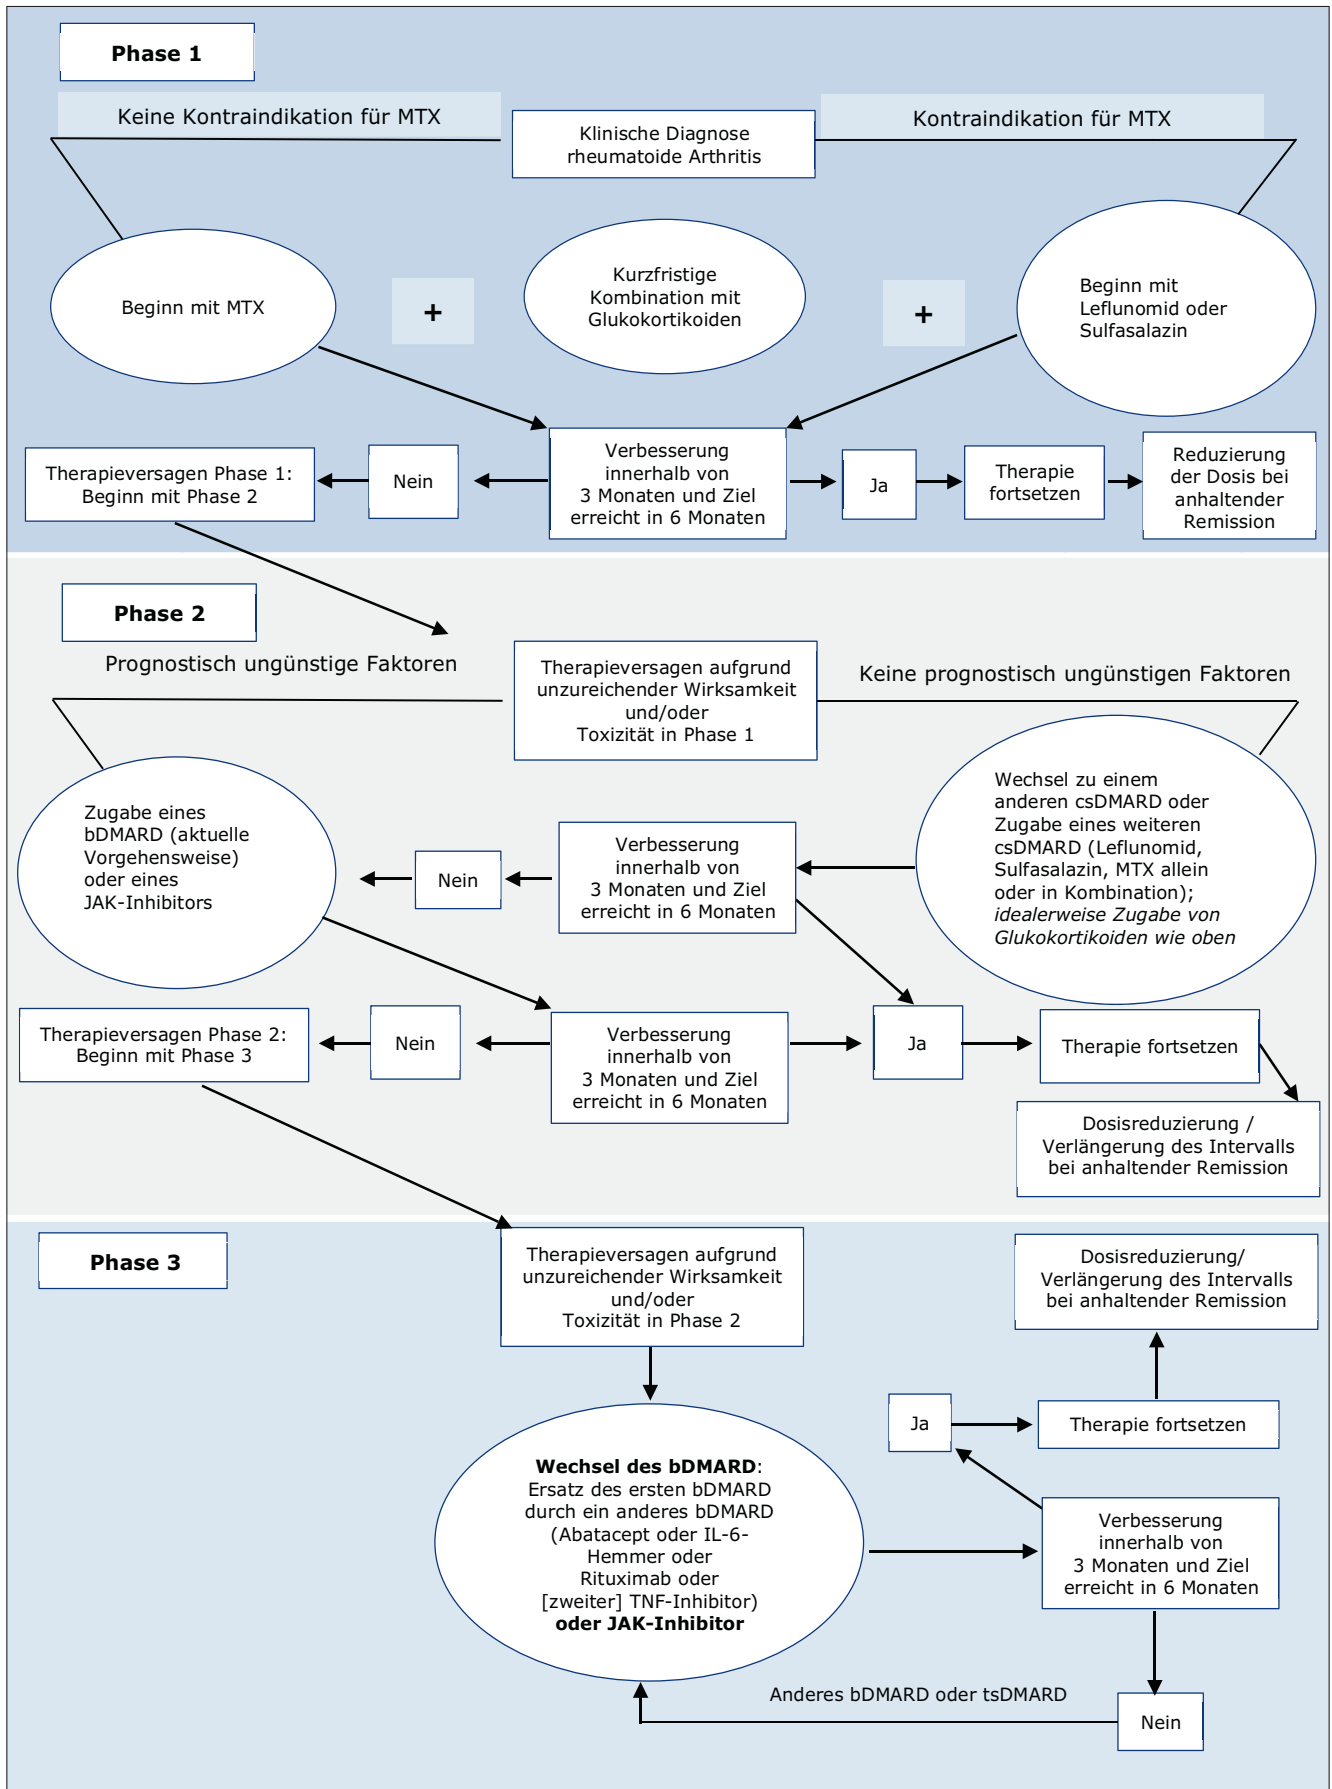 Phase 1
Keine Kontraindikation für MTX
Klinische Diagnose
rheumatoide Arthritis
Kontraindikation für MTX
Beginn mit MTX
+
Kurzfristige
Kombination mit
Glukokortikoiden
+
Beginn mit
Leflunomid oder
Sulfasalazin
Therapieversagen Phase 1:
Beginn mit Phase 2
Nein
Verbesserung
innerhalb von
3 Monaten und Ziel
erreicht in 6 Monaten
Ja
Therapie
fortsetzen
Reduzierung
der Dosis bei
anhaltender
Remission
Phase 2
Prognostisch ungünstige Faktoren
Therapieversagen aufgrund
unzureichender Wirksamkeit
und/oder
Toxizität in Phase 1
Keine prognostisch ungünstigen Faktoren
Zugabe eines
bDMARD (aktuelle
Vorgehensweise)
oder eines
JAK-Inhibitors
Nein
Verbesserung
innerhalb von
3 Monaten und Ziel
erreicht in 6 Monaten
Wechsel zu einem
anderen csDMARD oder
Zugabe eines weiteren
csDMARD (Leflunomid,
Sulfasalazin, MTX allein
oder in Kombination);
idealerweise Zugabe von
Glukokortikoiden wie oben
Therapieversagen Phase 2:
Beginn mit Phase 3
Nein
Verbesserung
innerhalb von
3 Monaten und Ziel
erreicht in 6 Monaten
Ja
Therapie fortsetzen
Dosisreduzierung /
Verlängerung des Intervalls
bei anhaltender Remission
Phase 3
Therapieversagen aufgrund
unzureichender Wirksamkeit
und/oder
Toxizität in Phase 2
Dosisreduzierung/
Verlängerung des Intervalls
bei anhaltender Remission
Ja
Therapie fortsetzen
Wechsel des bDMARD:
Ersatz des ersten bDMARD
durch ein anderes bDMARD
(Abatacept oder IL-6-
Hemmer oder
Rituximab oder
[zweiter] TNF-Inhibitor)
oder JAK-Inhibitor
Verbesserung
innerhalb von
3 Monaten und Ziel
erreicht in 6 Monaten
Anderes bDMARD oder tsDMARD
Nein